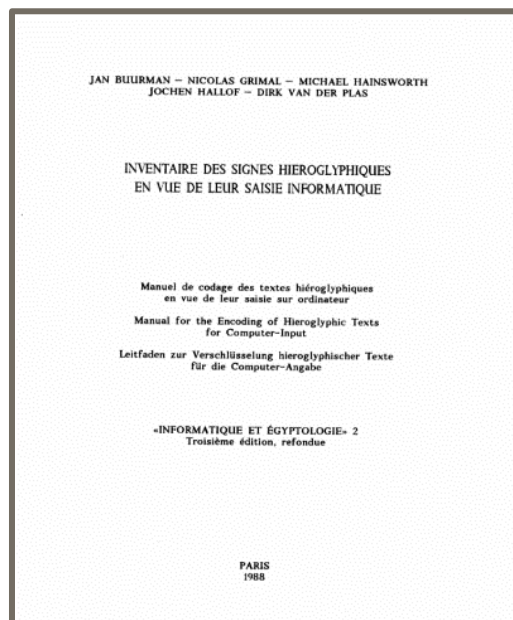 JAN BUURMAN – NICOLAS GRIMAL – MICHAEL HAINSWORTH
JOCHEN HALLOF – DIRK VAN DER PLAS
INVENTAIRE DES SIGNES HIEROGLYPHIQUES
EN VUE DE LEUR SAISIE INFORMATIQUE
Manuel de codage des textes hiéroglyphiques
en vue de leur saisie sur ordinateur
Manual for the Encoding of Hieroglyphic Texts
for Computer-Input
Leitfaden zur Verschlüsselung hieroglyphischer Texte
für die Computer-Angabe
«INFORMATIQUE ET ÉGYPTOLOGIE» 2
Troisième édition, refondue
PARIS
1988